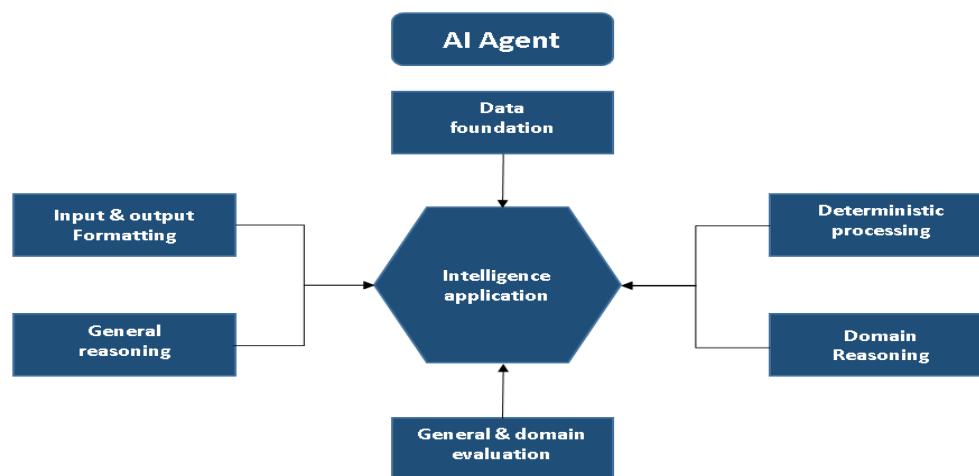 AI Agent
Data
foundation
Input & output
Formatting
Deterministic
processing
Intelligence
application
General
reasoning
Domain
Reasoning
General & domain
evaluation